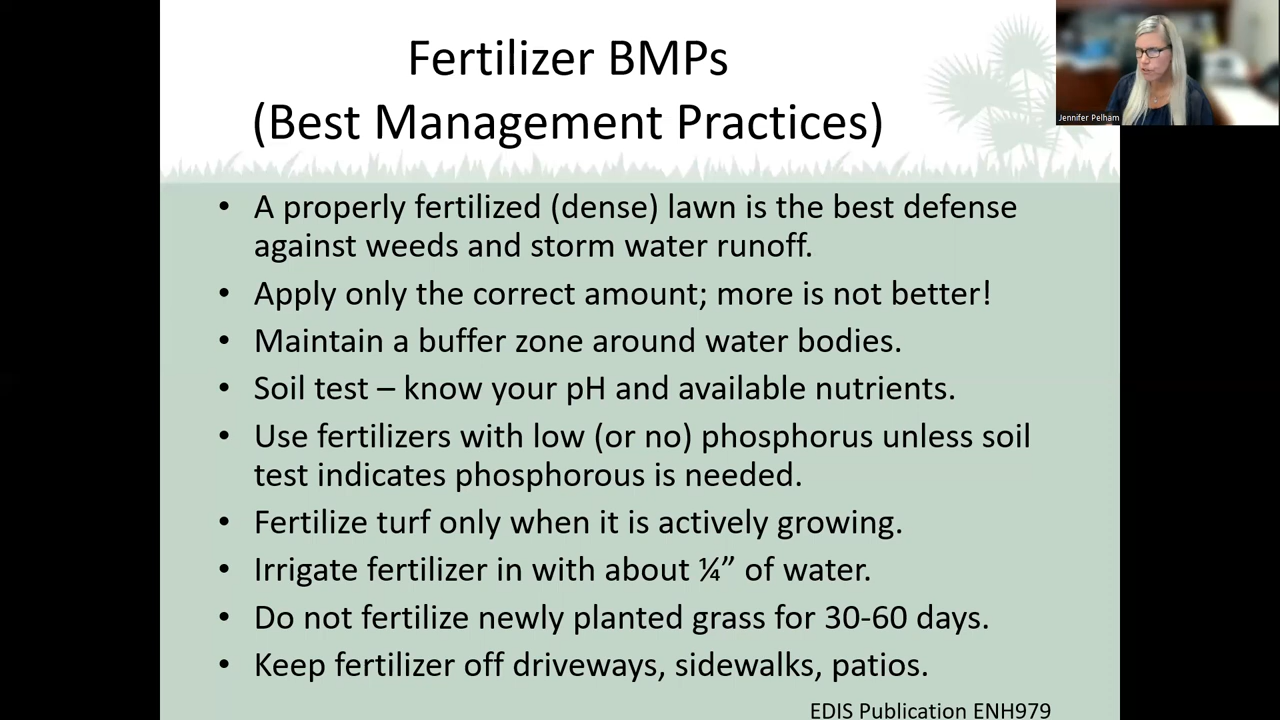 Fertilizer BMPs
(Best Management Practices)
Jennifer Pelham
• A properly fertilized (dense) lawn is the best defense
against weeds and storm water runoff.
• Apply only the correct amount; more is not better!
• Maintain a buffer zone around water bodies.
• Soil test – know your pH and available nutrients.
• Use fertilizers with low (or no) phosphorus unless soil
test indicates phosphorous is needed.
• Fertilize turf only when it is actively growing.
• Irrigate fertilizer in with about ¼” of water.
• Do not fertilize newly planted grass for 30-60 days.
• Keep fertilizer off driveways, sidewalks, patios.
EDIS Publication ENH979